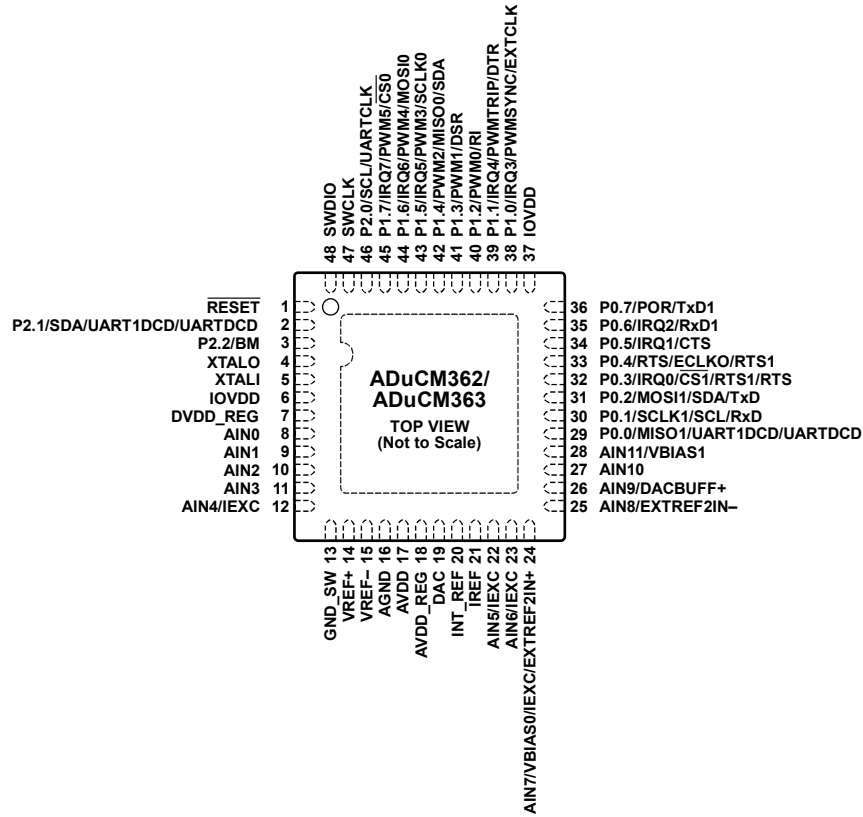 48 SWDIO
47 SWCLK
46 P2.0/SCL/UARTCLK
45 P1.7/IRQ7/PWM5/CS0
44 P1.6/IRQ6/PWM4/MOSI0
43 P1.5/IRQ5/PWM3/SCLK0
42 P1.4/PWM2/MISO0/SDA
41 P1.3/PWM1/DSR
40 P1.2/PWM0/RI
39 P1.1/IRQ4/PWMTRIP/DTR
38 P1.0/IRQ3/PWMSYNC/EXTCLK
37 IOVDD
RESET 1
P2.1/SDA/UART1DCD/UARTDCD 2
P2.2/BM 3
XTALO 4
XTALI 5
IOVDD 6
DVDD_REG 7
AIN0 8
AIN1 9
AIN2 10
AIN3 11
AIN4/IEXC 12
ADuCM362/
ADuCM363
TOP VIEW
(Not to Scale)
36 P0.7/POR/TxD1
35 P0.6/IRQ2/RxD1
34 P0.5/IRQ1/CTS
33 P0.4/RTS/ECLKO/RTS1
32 P0.3/IRQ0/CS1/RTS1/RTS
31 P0.2/MOSI1/SDA/TxD
30 P0.1/SCLK1/SCL/RxD
29 P0.0/MISO1/UART1DCD/UARTDCD
28 AIN11/VBIAS1
27 AIN10
26 AIN9/DACBUFF+
25 AIN8/EXTREF2IN–
GND_SW 13
VREF+ 14
VREF– 15
AGND 16
AVDD 17
AVDD_REG 18
DAC 19
INT_REF 20
IREF 21
AIN5/IEXC 22
AIN6/IEXC 23
AIN7/VBIAS0/IEXC/EXTREF2IN+ 24